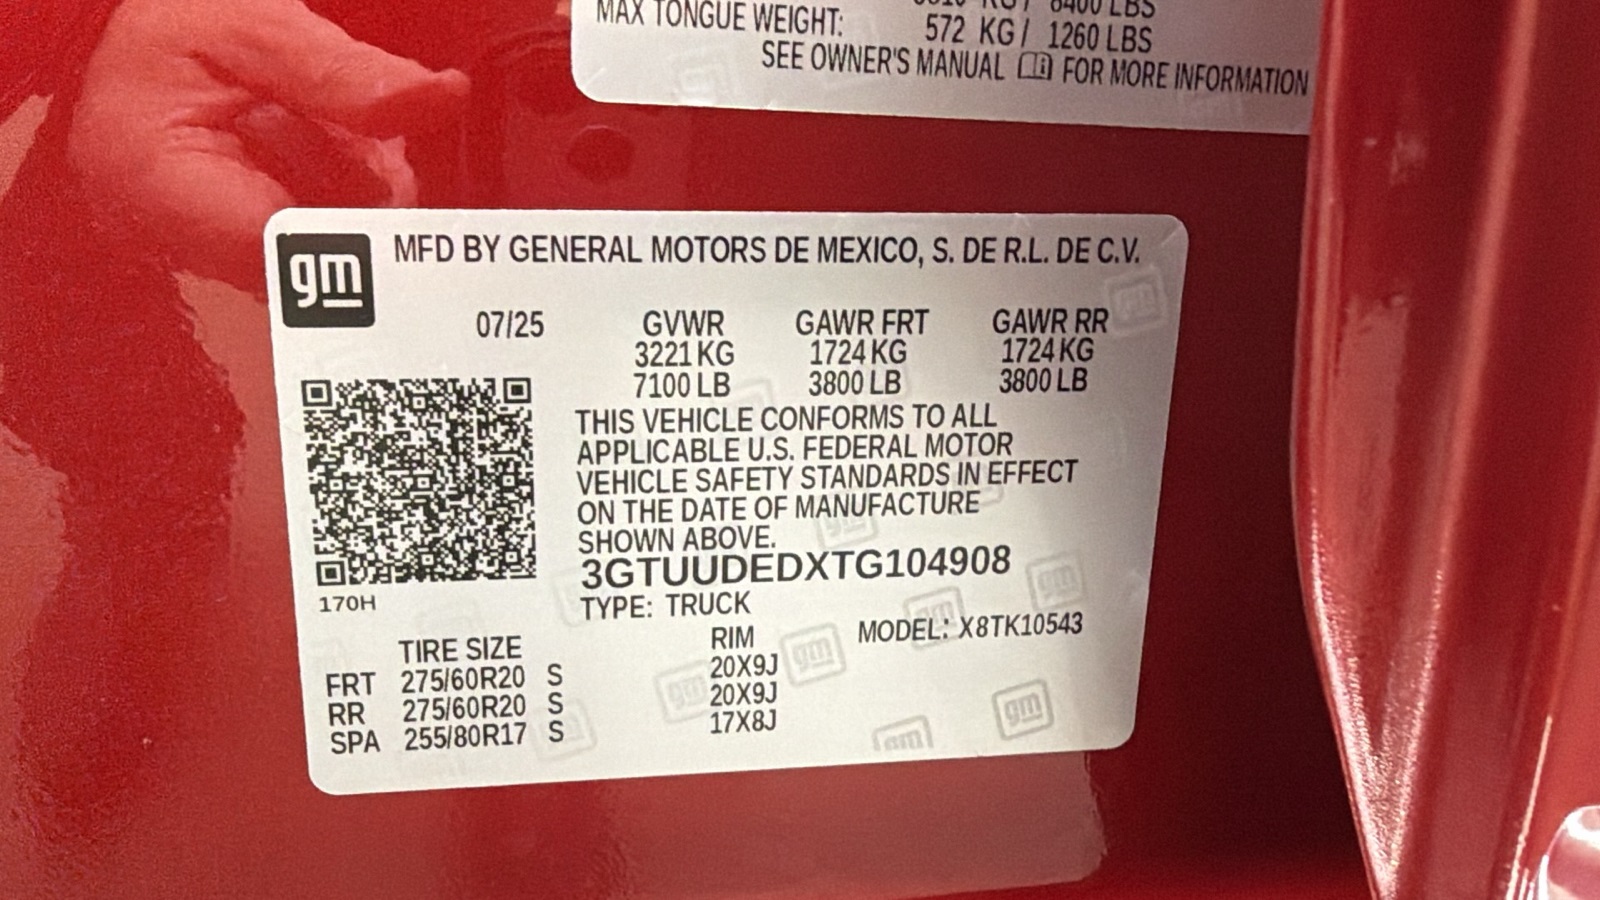 KG / 8400 LBS
MAX TONGUE WEIGHT: 572 KG / 1260 LBS
SEE OWNER'S MANUAL FOR MORE INFORMATION
gm
MFD BY GENERAL MOTORS DE MEXICO, S. DE R.L. DE C.V.
07/25 GVWR GAWR FRT GAWR RR
3221 KG 1724 KG 1724 KG
7100 LB 3800 LB 3800 LB
THIS VEHICLE CONFORMS TO ALL
APPLICABLE U.S. FEDERAL MOTOR
VEHICLE SAFETY STANDARDS IN EFFECT
ON THE DATE OF MANUFACTURE
SHOWN ABOVE.
3GTUUDEDXTG104908
170H
TYPE: TRUCK
MODEL: X8TK10543
TIRE SIZE RIM
FRT 275/60R20 S 20X9J
RR 275/60R20 S 20X9J
SPA 255/80R17 S 17X8J